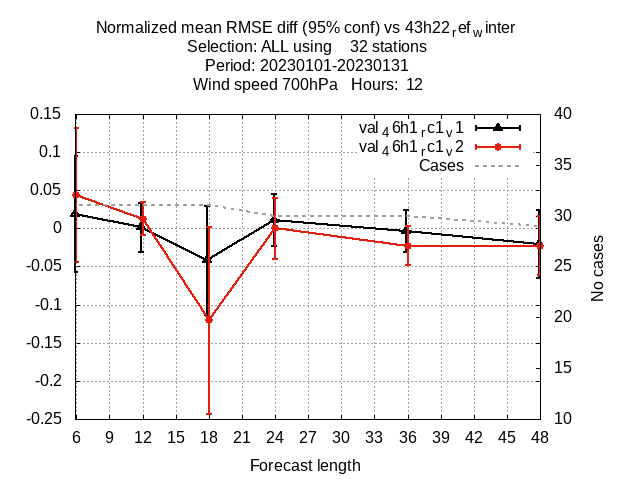 Normalized mean RMSE diff (95% conf) vs 43h22refwinter
Selection: ALL using 32 stations
Period: 20230101-20230131
Wind speed 700hPa Hours: 12
0.15
0.1
0.05
0
-0.05
-0.1
-0.15
-0.2
-0.25
40
35
30
25
20
15
10
val46h1rc1v1
val46h1rc1v2
Cases
No cases
6 9 12 15 18 21 24 27 30 33 36 39 42 45 48
Forecast length